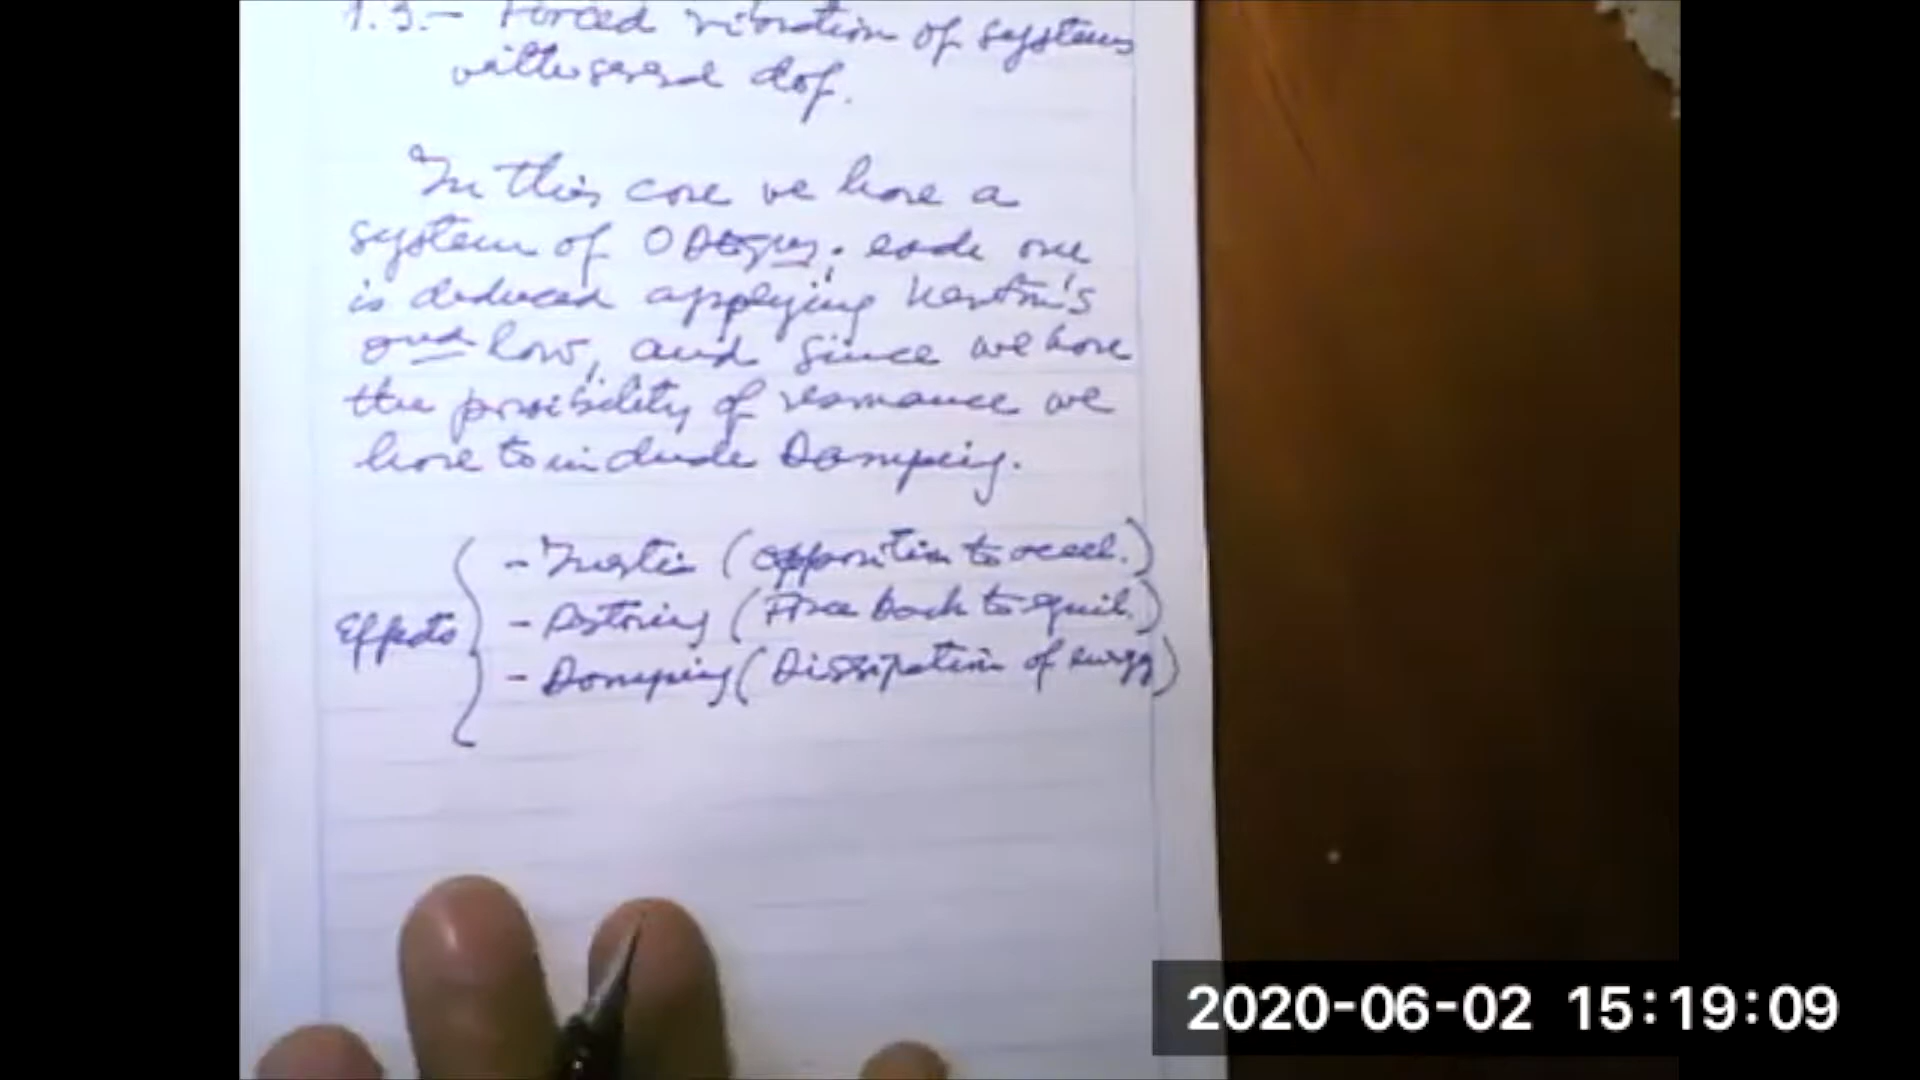 1.3.- Forced vibration of systems
with several dof.
In this case we have a
system of ODEqns. each one
is deduced applying Newton's
2nd law, and since we have
the possibility of resonance we
have to include Damping.
Effects
- Inertia (opposition to accel.)
- Restoring (Force back to equil.)
- Damping (Dissipation of energy)
2020-06-02 15:19:09